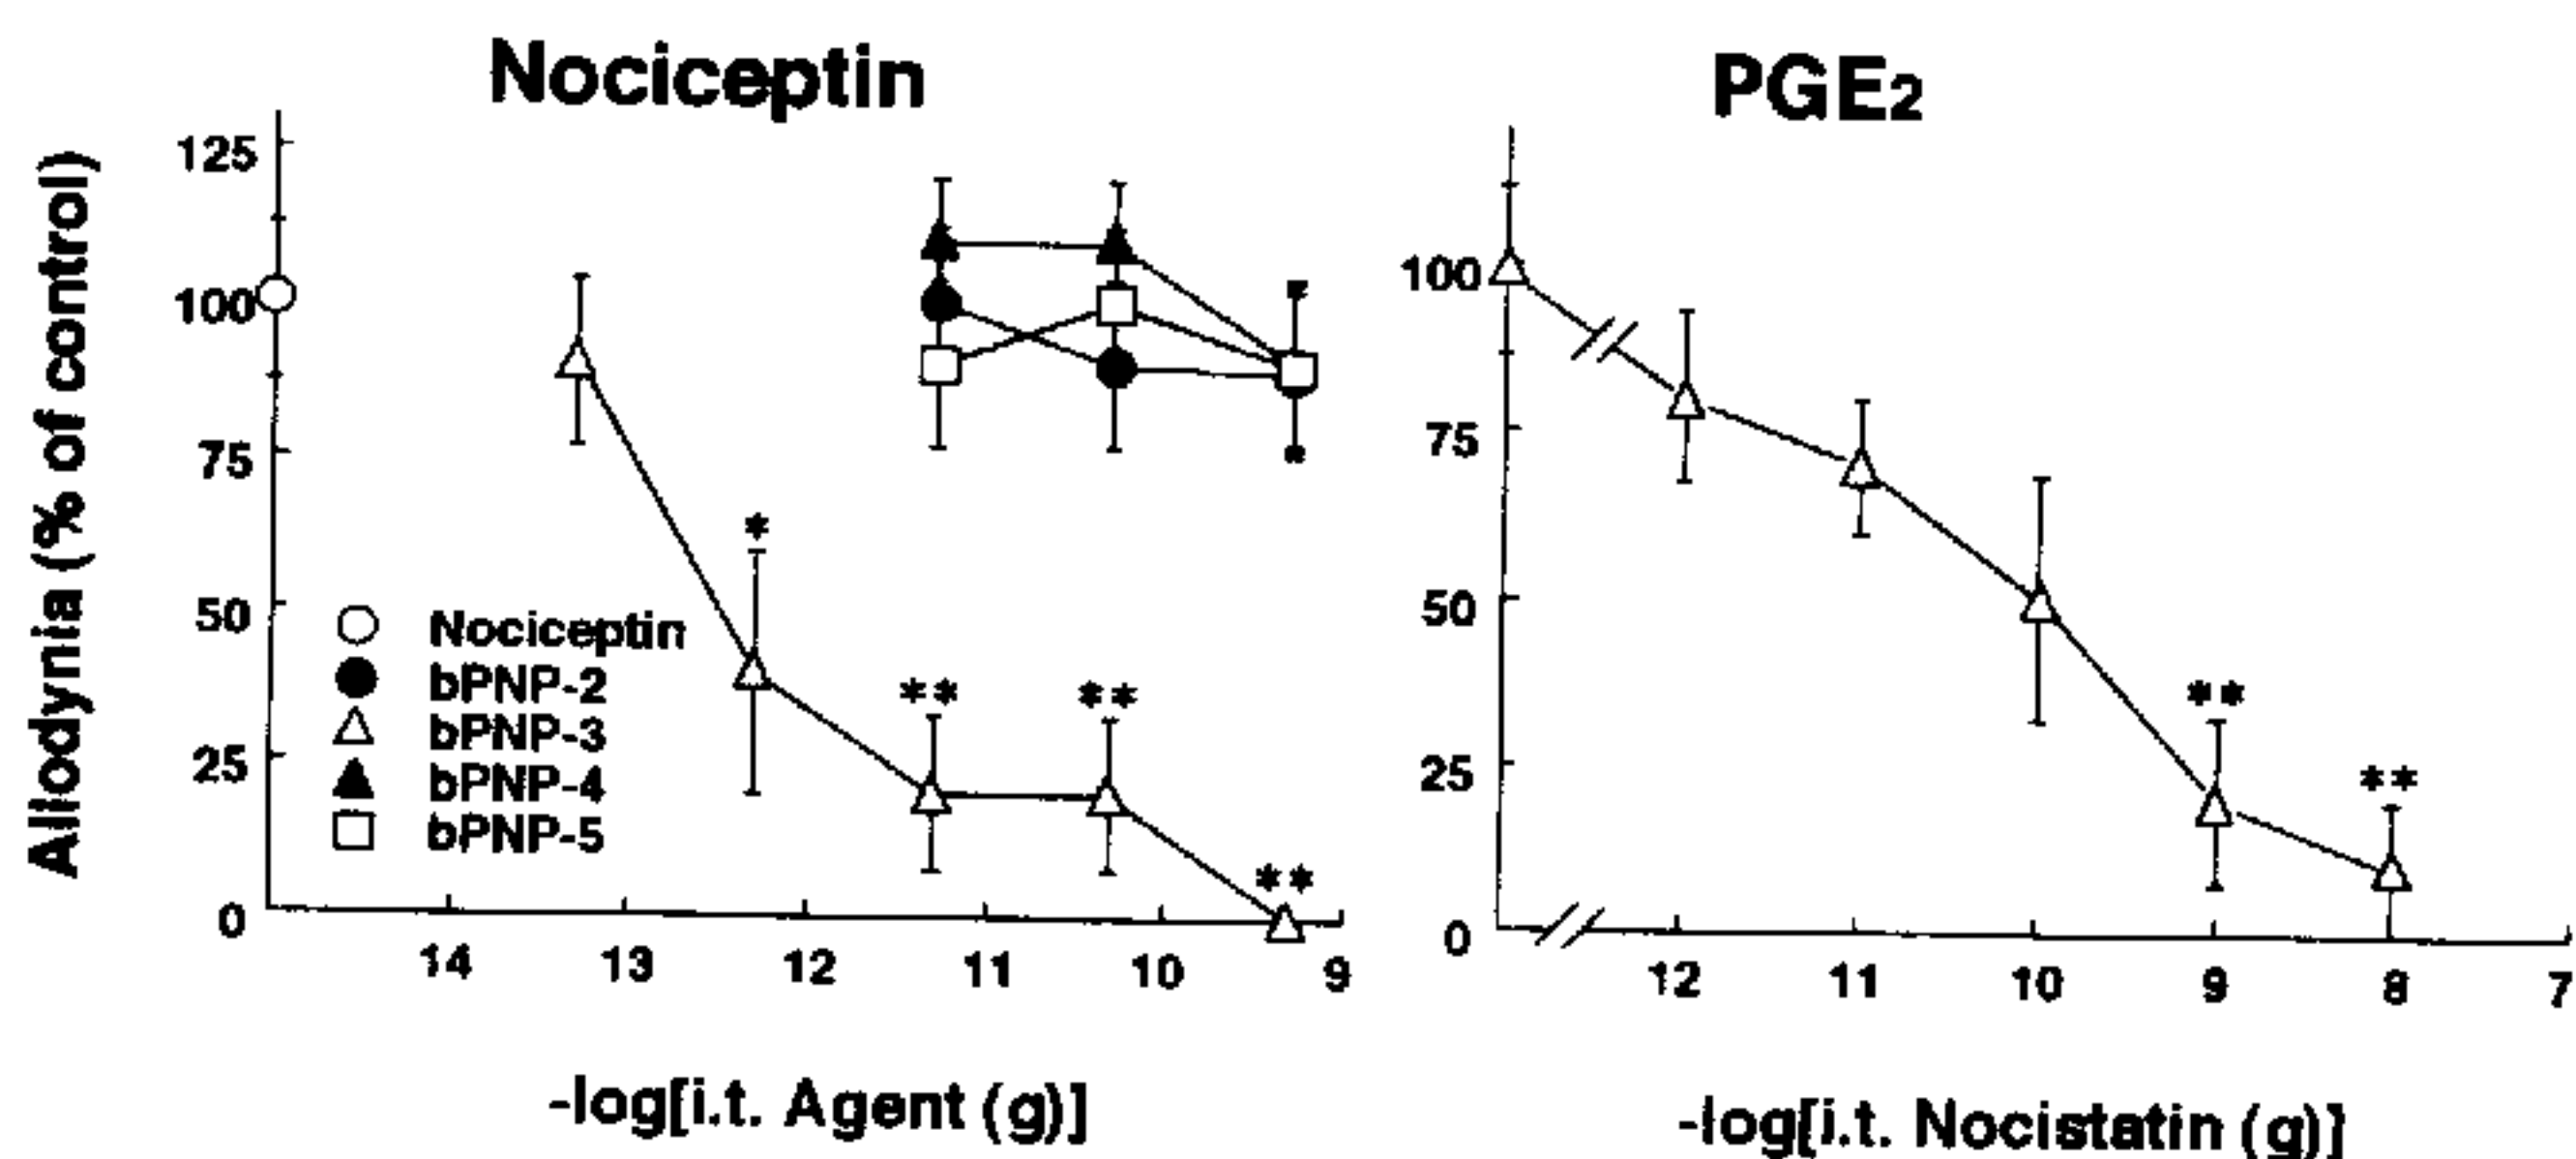 Nociceptin
PGE2
Allodynia (% of control)
125
100
75
50
25
0
*
**
**
**
Nociceptin
bPNP-2
bPNP-3
bPNP-4
bPNP-5
14 13 12 11 10 9
-log[i.t. Agent (g)]
100
75
50
25
0
**
**
12 11 10 9 8 7
-log[i.t. Nocistatin (g)]